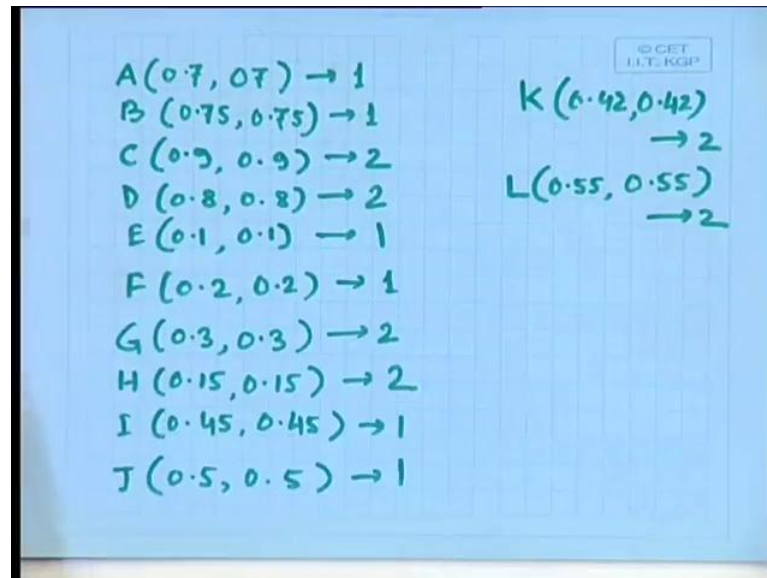 A (0.7, 07) → 1
B (0.75, 0.75) → 1
C (0.9, 0.9) → 2
D (0.8, 0.8) → 2
E (0.1, 0.1) → 1
F (0.2, 0.2) → 1
G (0.3, 0.3) → 2
H (0.15, 0.15) → 2
I (0.45, 0.45) → 1
J (0.5, 0.5) → 1
© CET
I.I.T. KGP
K (0.42, 0.42)
→ 2
L (0.55, 0.55)
→ 2